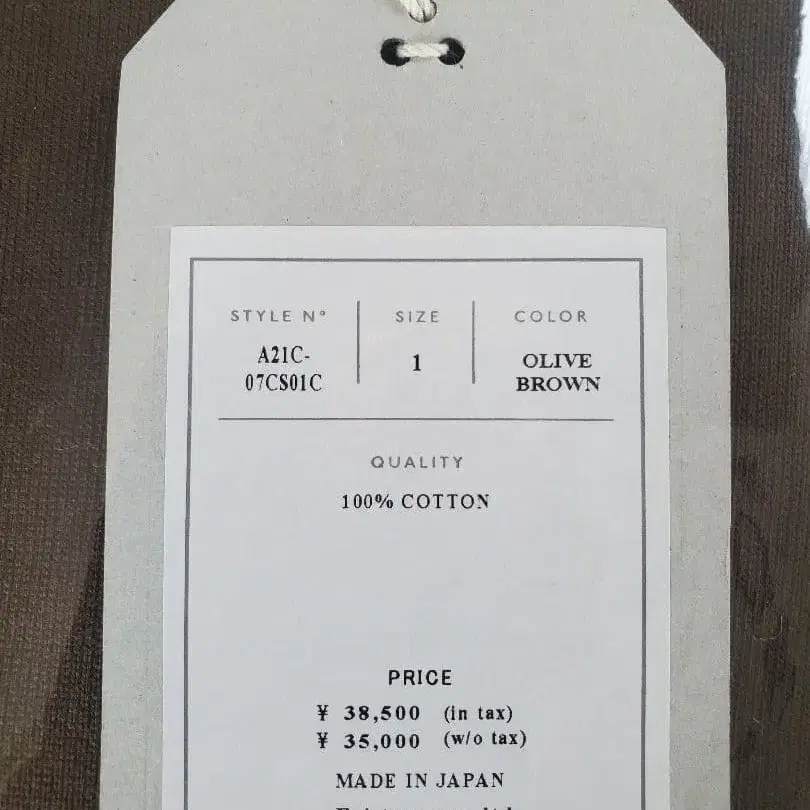 STYLE Nº SIZE COLOR
A21C-
07CS01C
1
OLIVE
BROWN
QUALITY
100% COTTON
PRICE
¥ 38,500 (in tax)
¥ 35,000 (w/o tax)
MADE IN JAPAN